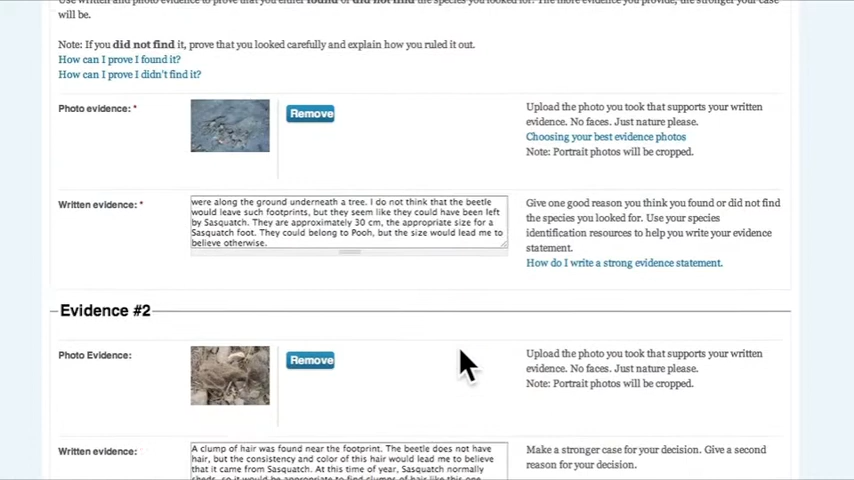 will be.
Note: If you did not find it, prove that you looked carefully and explain how you ruled it out.
How can I prove I found it?
How can I prove I didn't find it?
Photo evidence: *
Remove
Upload the photo you took that supports your written
evidence. No faces. Just nature please.
Choosing your best evidence photos
Note: Portrait photos will be cropped.
Written evidence: *
were along the ground underneath a tree. I do not think that the beetle
would leave such footprints, but they seem like they could have been left
by Sasquatch. They are approximately 30 cm, the appropriate size for a
Sasquatch foot. They could belong to Pooh, but the size would lead me to
believe otherwise.
Give one good reason you think you found or did not find
the species you looked for. Use your species
identification resources to help you write your evidence
statement.
How do I write a strong evidence statement.
Evidence #2
Photo Evidence:
Remove
Upload the photo you took that supports your written
evidence. No faces. Just nature please.
Note: Portrait photos will be cropped.
Written evidence:
A clump of hair was found near the footprint. The beetle does not have
hair, but the consistency and color of this hair would lead me to believe
that it came from Sasquatch. At this time of year, Sasquatch normally
Make a stronger case for your decision. Give a second
reason for your decision.